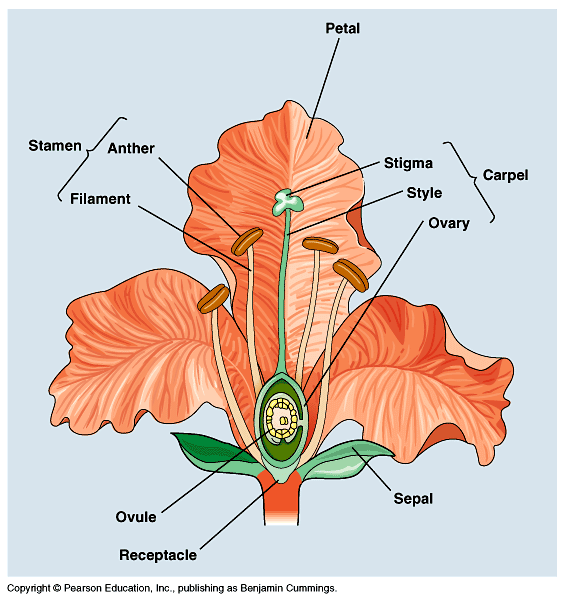 Petal
Stamen
Anther
Filament
Stigma
Style
Ovary
Carpel
Ovule
Receptacle
Sepal
Copyright © Pearson Education, Inc., publishing as Benjamin Cummings.